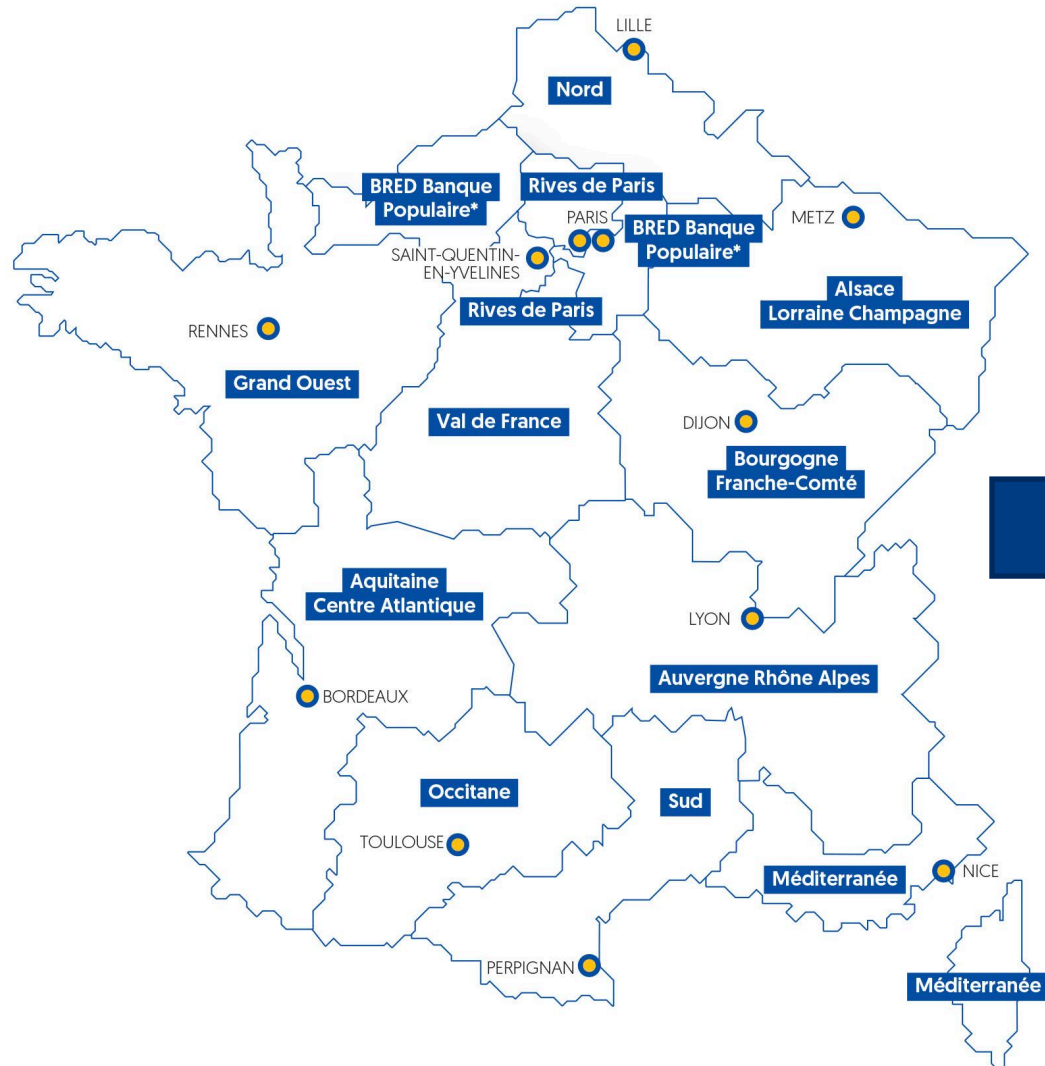 LILLE
Nord
BRED Banque
Populaire*
Rives de Paris
PARIS
BRED Banque
Populaire*
METZ
SAINT-QUENTIN-
EN-YVELINES
Alsace
Lorraine Champagne
Rives de Paris
RENNES
Grand Ouest
Val de France
DIJON
Bourgogne
Franche-Comté
Aquitaine
Centre Atlantique
LYON
Auvergne Rhône Alpes
BORDEAUX
Occitane
Sud
TOULOUSE
Méditerranée
NICE
PERPIGNAN
Méditerranée